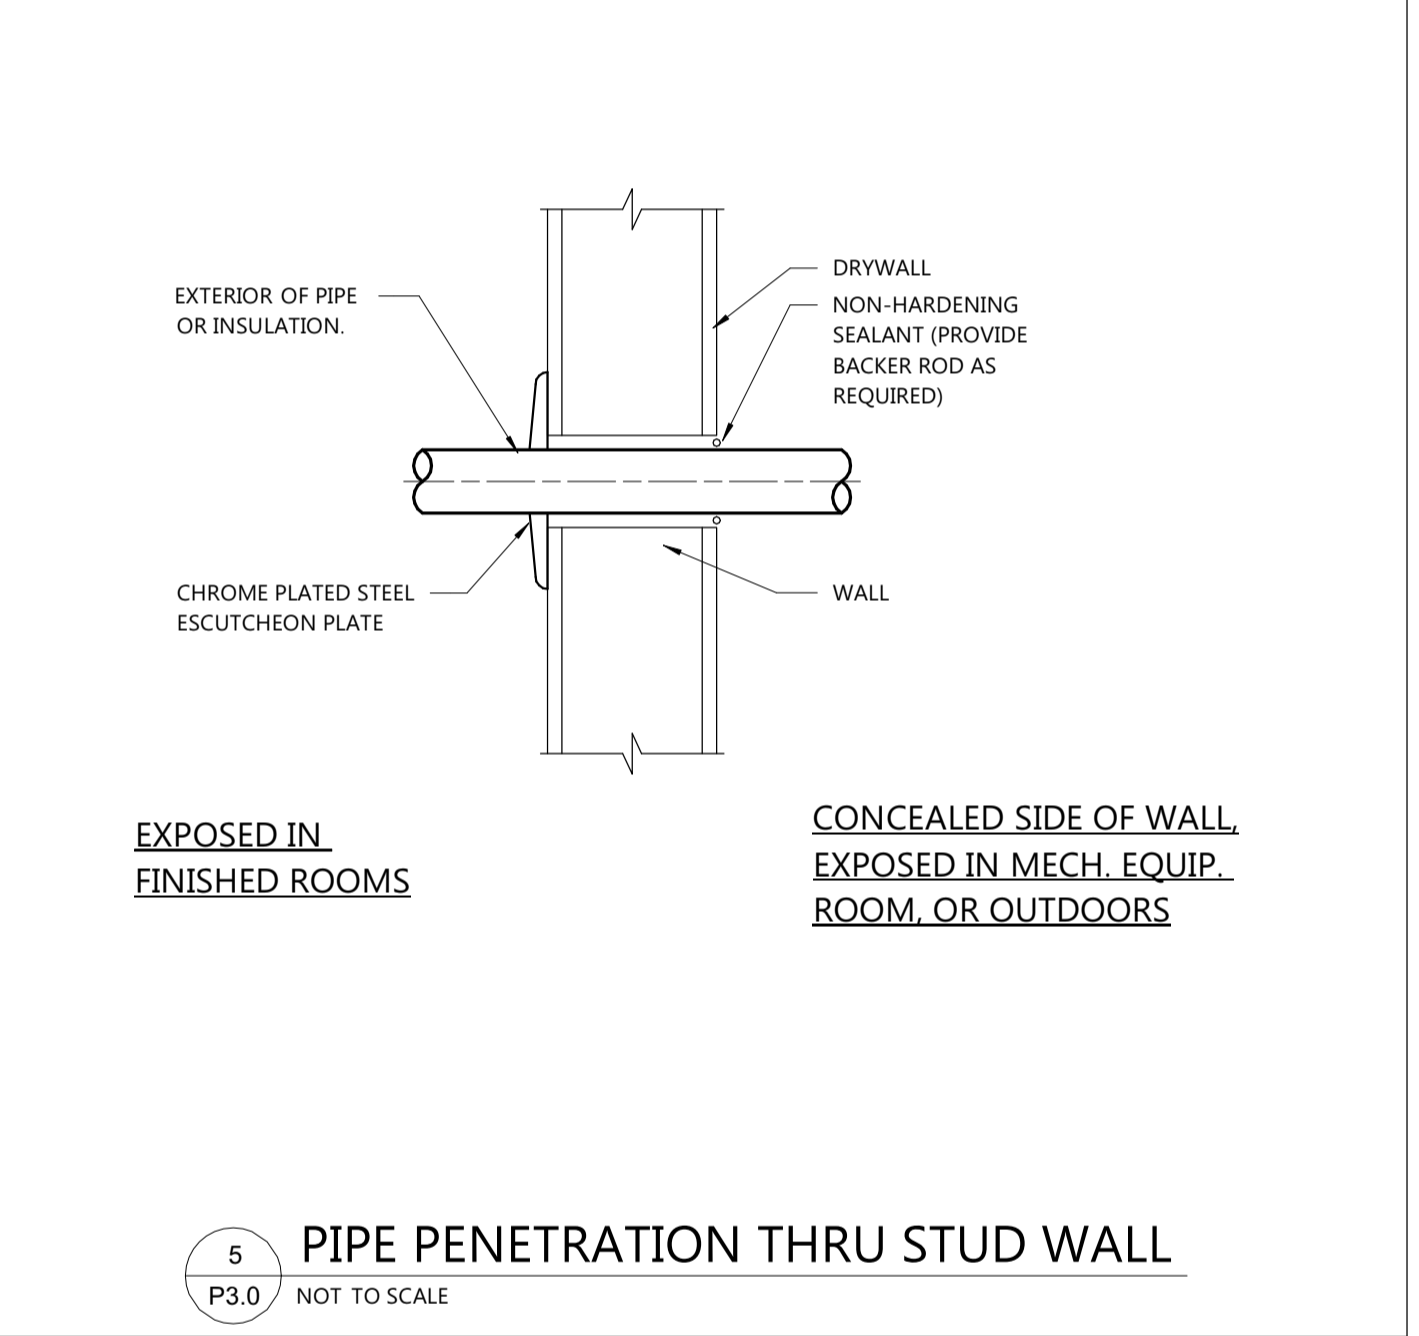 EXTERIOR OF PIPE
OR INSULATION.
DRYWALL
NON-HARDENING
SEALANT (PROVIDE
BACKER ROD AS
REQUIRED)
CHROME PLATED STEEL
ESCUTCHEON PLATE
WALL
EXPOSED IN
FINISHED ROOMS
CONCEALED SIDE OF WALL,
EXPOSED IN MECH. EQUIP.
ROOM, OR OUTDOORS
5
P3.0
PIPE PENETRATION THRU STUD WALL
NOT TO SCALE